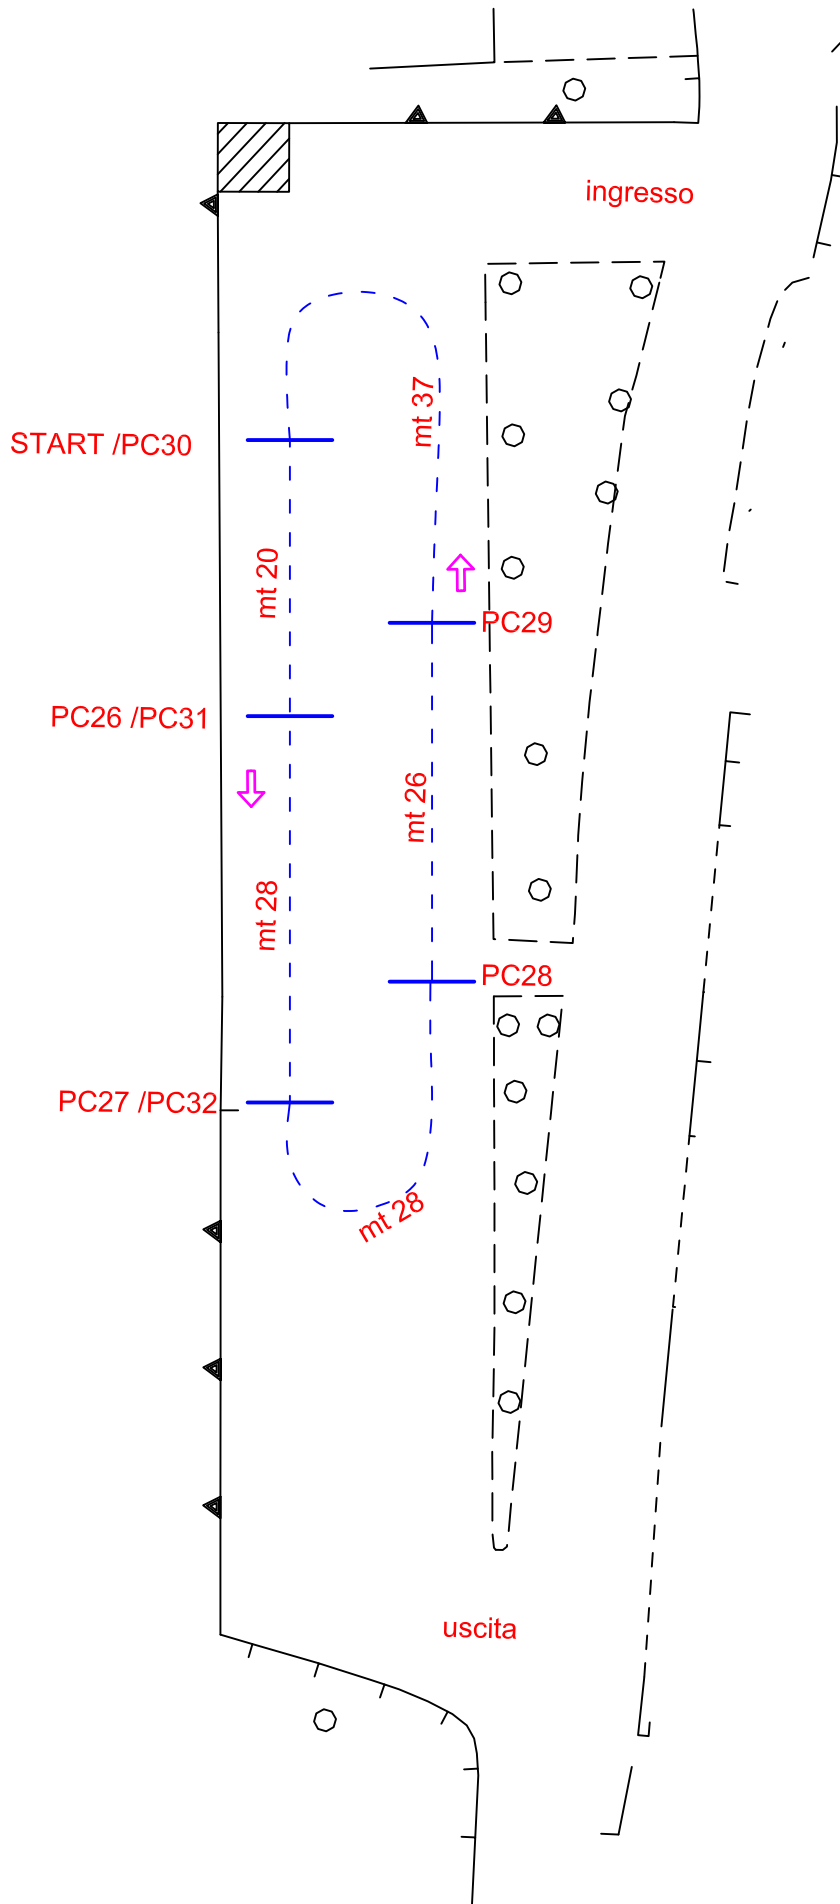 ingresso
mt 37
START /PC30
mt 20
PC29
PC26 /PC31
mt 26
mt 28
PC28
PC27 /PC32
mt 28
uscita